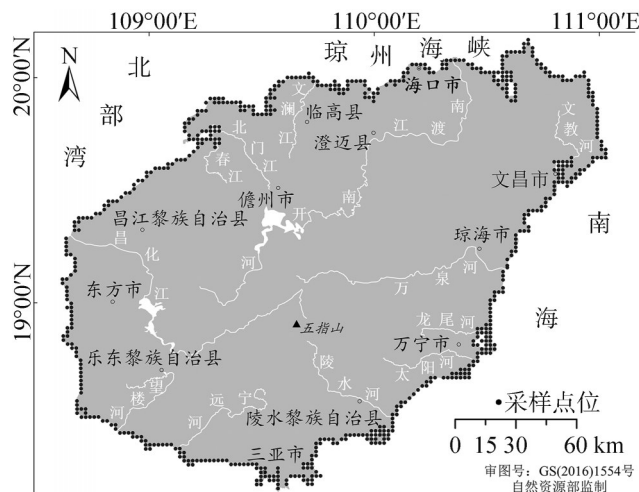 109°00′E
110°00′E
111°00′E
20°00′N
19°00′N
N
北部湾
琼州海峡
南海
海口市
临高县
澄迈县
文昌市
儋州市
昌江黎族自治县
琼海市
东方市
五指山
万宁市
乐东黎族自治县
陵水黎族自治县
三亚市
文澜江
北门江
春江
南渡江
文教河
南开河
昌化江
万泉河
龙尾河
太阳河
陵水河
望楼河
宁远河
采样点位
0 15 30 60 km
审图号：GS(2016)1554号
自然资源部监制